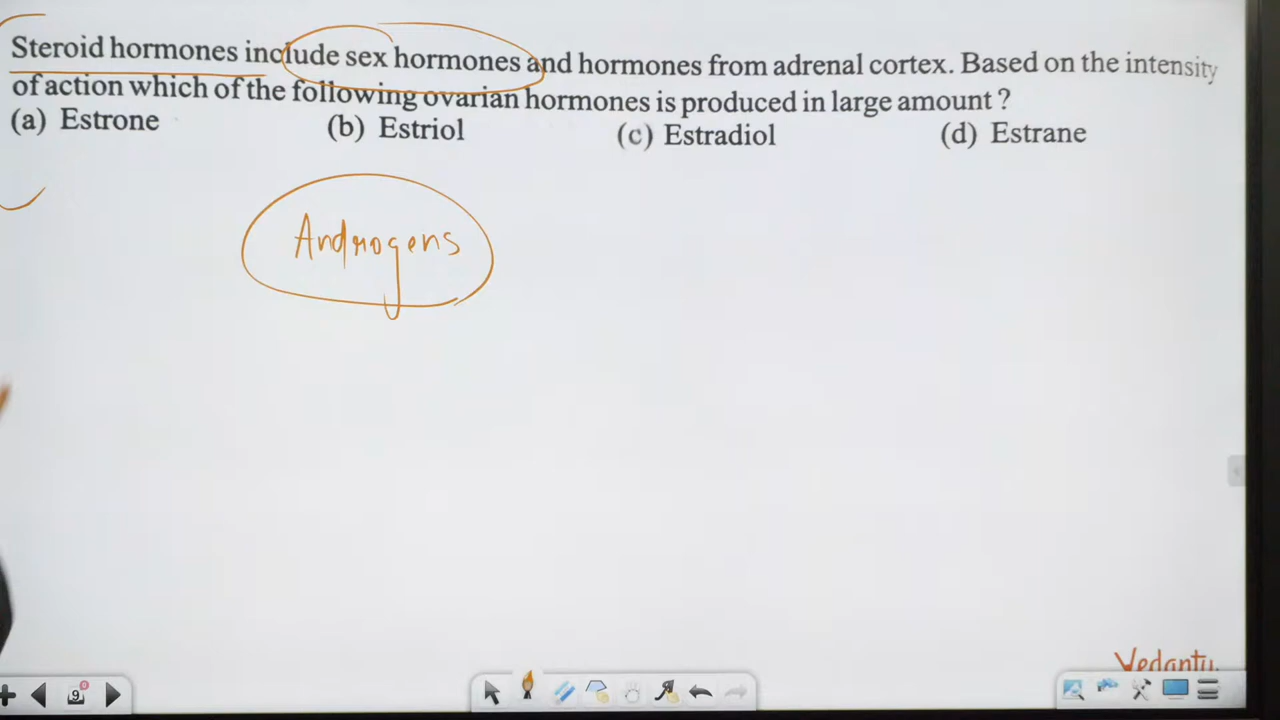 Steroid hormones include sex hormones and hormones from adrenal cortex. Based on the intensity
of action which of the following ovarian hormones is produced in large amount ?
(a) Estrone (b) Estriol (c) Estradiol (d) Estrane
Androgens
Vedantu
9